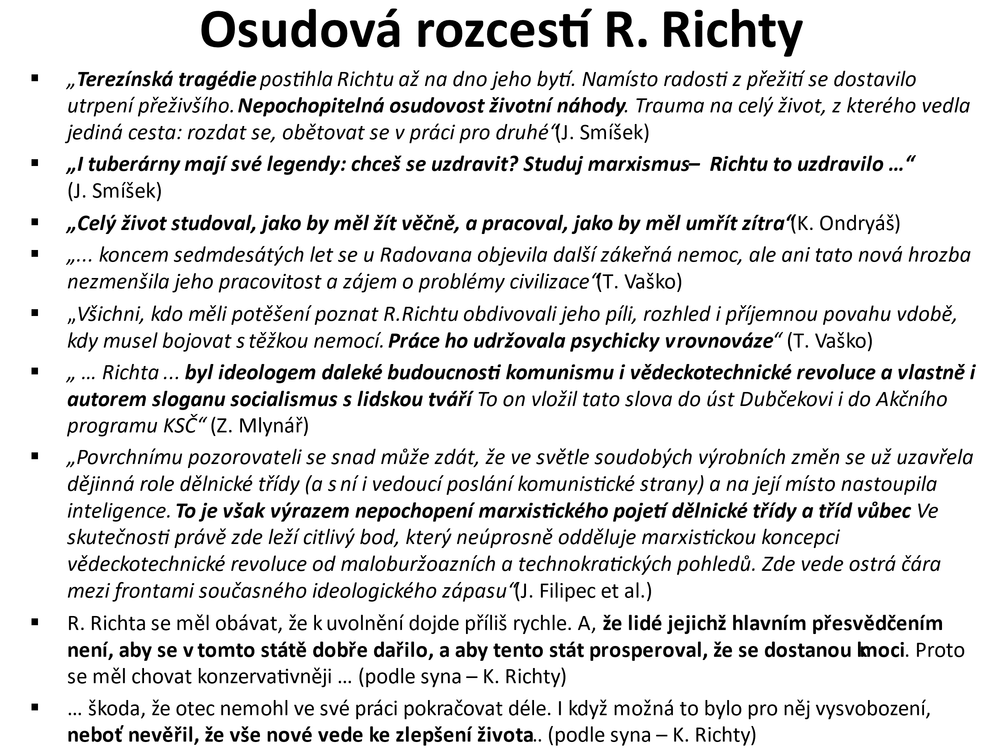 Osudová rozcestí R. Richty
▪ „Terezínská tragédie postihla Richtu až na dno jeho bytí. Namísto radosti z přežití se dostavilo
utrpení přeživšího. Nepochopitelná osudovost životní náhody. Trauma na celý život, z kterého vedla
jediná cesta: rozdat se, obětovat se v práci pro druhé“(J. Smíšek)
▪ „I tuberárny mají své legendy: chceš se uzdravit? Studuj marxismus– Richtu to uzdravilo …“
(J. Smíšek)
▪ „Celý život studoval, jako by měl žít věčně, a pracoval, jako by měl umřít zítra“(K. Ondryáš)
▪ „... koncem sedmdesátých let se u Radovana objevila další zákeřná nemoc, ale ani tato nová hrozba
nezmenšila jeho pracovitost a zájem o problémy civilizace“(T. Vaško)
▪ „Všichni, kdo měli potěšení poznat R.Richtu obdivovali jeho píli, rozhled i příjemnou povahu vdobě,
kdy musel bojovat s těžkou nemocí. Práce ho udržovala psychicky v rovnováze“ (T. Vaško)
▪ „ … Richta ... byl ideologem daleké budoucnosti komunismu i vědeckotechnické revoluce a vlastně i
autorem sloganu socialismus s lidskou tváří To on vložil tato slova do úst Dubčekovi i do Akčního
programu KSČ“ (Z. Mlynář)
▪ „Povrchnímu pozorovateli se snad může zdát, že ve světle soudobých výrobních změn se už uzavřela
dějinná role dělnické třídy (a s ní i vedoucí poslání komunistické strany) a na její místo nastoupila
inteligence. To je však výrazem nepochopení marxistického pojetí dělnické třídy a tříd vůbec Ve
skutečnosti právě zde leží citlivý bod, který neúprosně odděluje marxistickou koncepci
vědeckotechnické revoluce od maloburžoazních a technokratických pohledů. Zde vede ostrá čára
mezi frontami současného ideologického zápasu“(J. Filipec et al.)
▪ R. Richta se měl obávat, že k uvolnění dojde příliš rychle. A, že lidé jejichž hlavním přesvědčením
není, aby se v tomto státě dobře dařilo, a aby tento stát prosperoval, že se dostanou k moci. Proto
se měl chovat konzervativněji … (podle syna – K. Richty)
▪ … škoda, že otec nemohl ve své práci pokračovat déle. I když možná to bylo pro něj vysvobození,
neboť nevěřil, že vše nové vede ke zlepšení života… (podle syna – K. Richty)